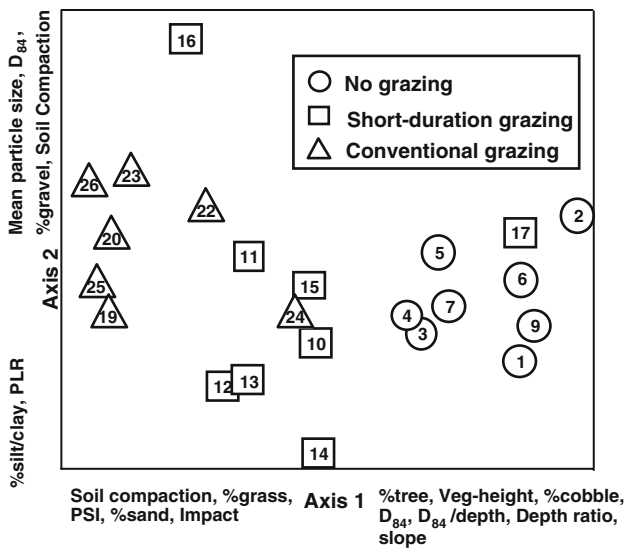 Mean particle size, D84,
%gravel, Soil Compaction
Axis 2
%silt/clay, PLR
16
No grazing
Short-duration grazing
Conventional grazing
26
23
22
20
2
17
5
11
25
15
6
19
24
4
7
3
9
10
1
12
13
14
Soil compaction, %grass,
PSI, %sand, Impact
Axis 1
%tree, Veg-height, %cobble,
D84, D84 /depth, Depth ratio,
slope